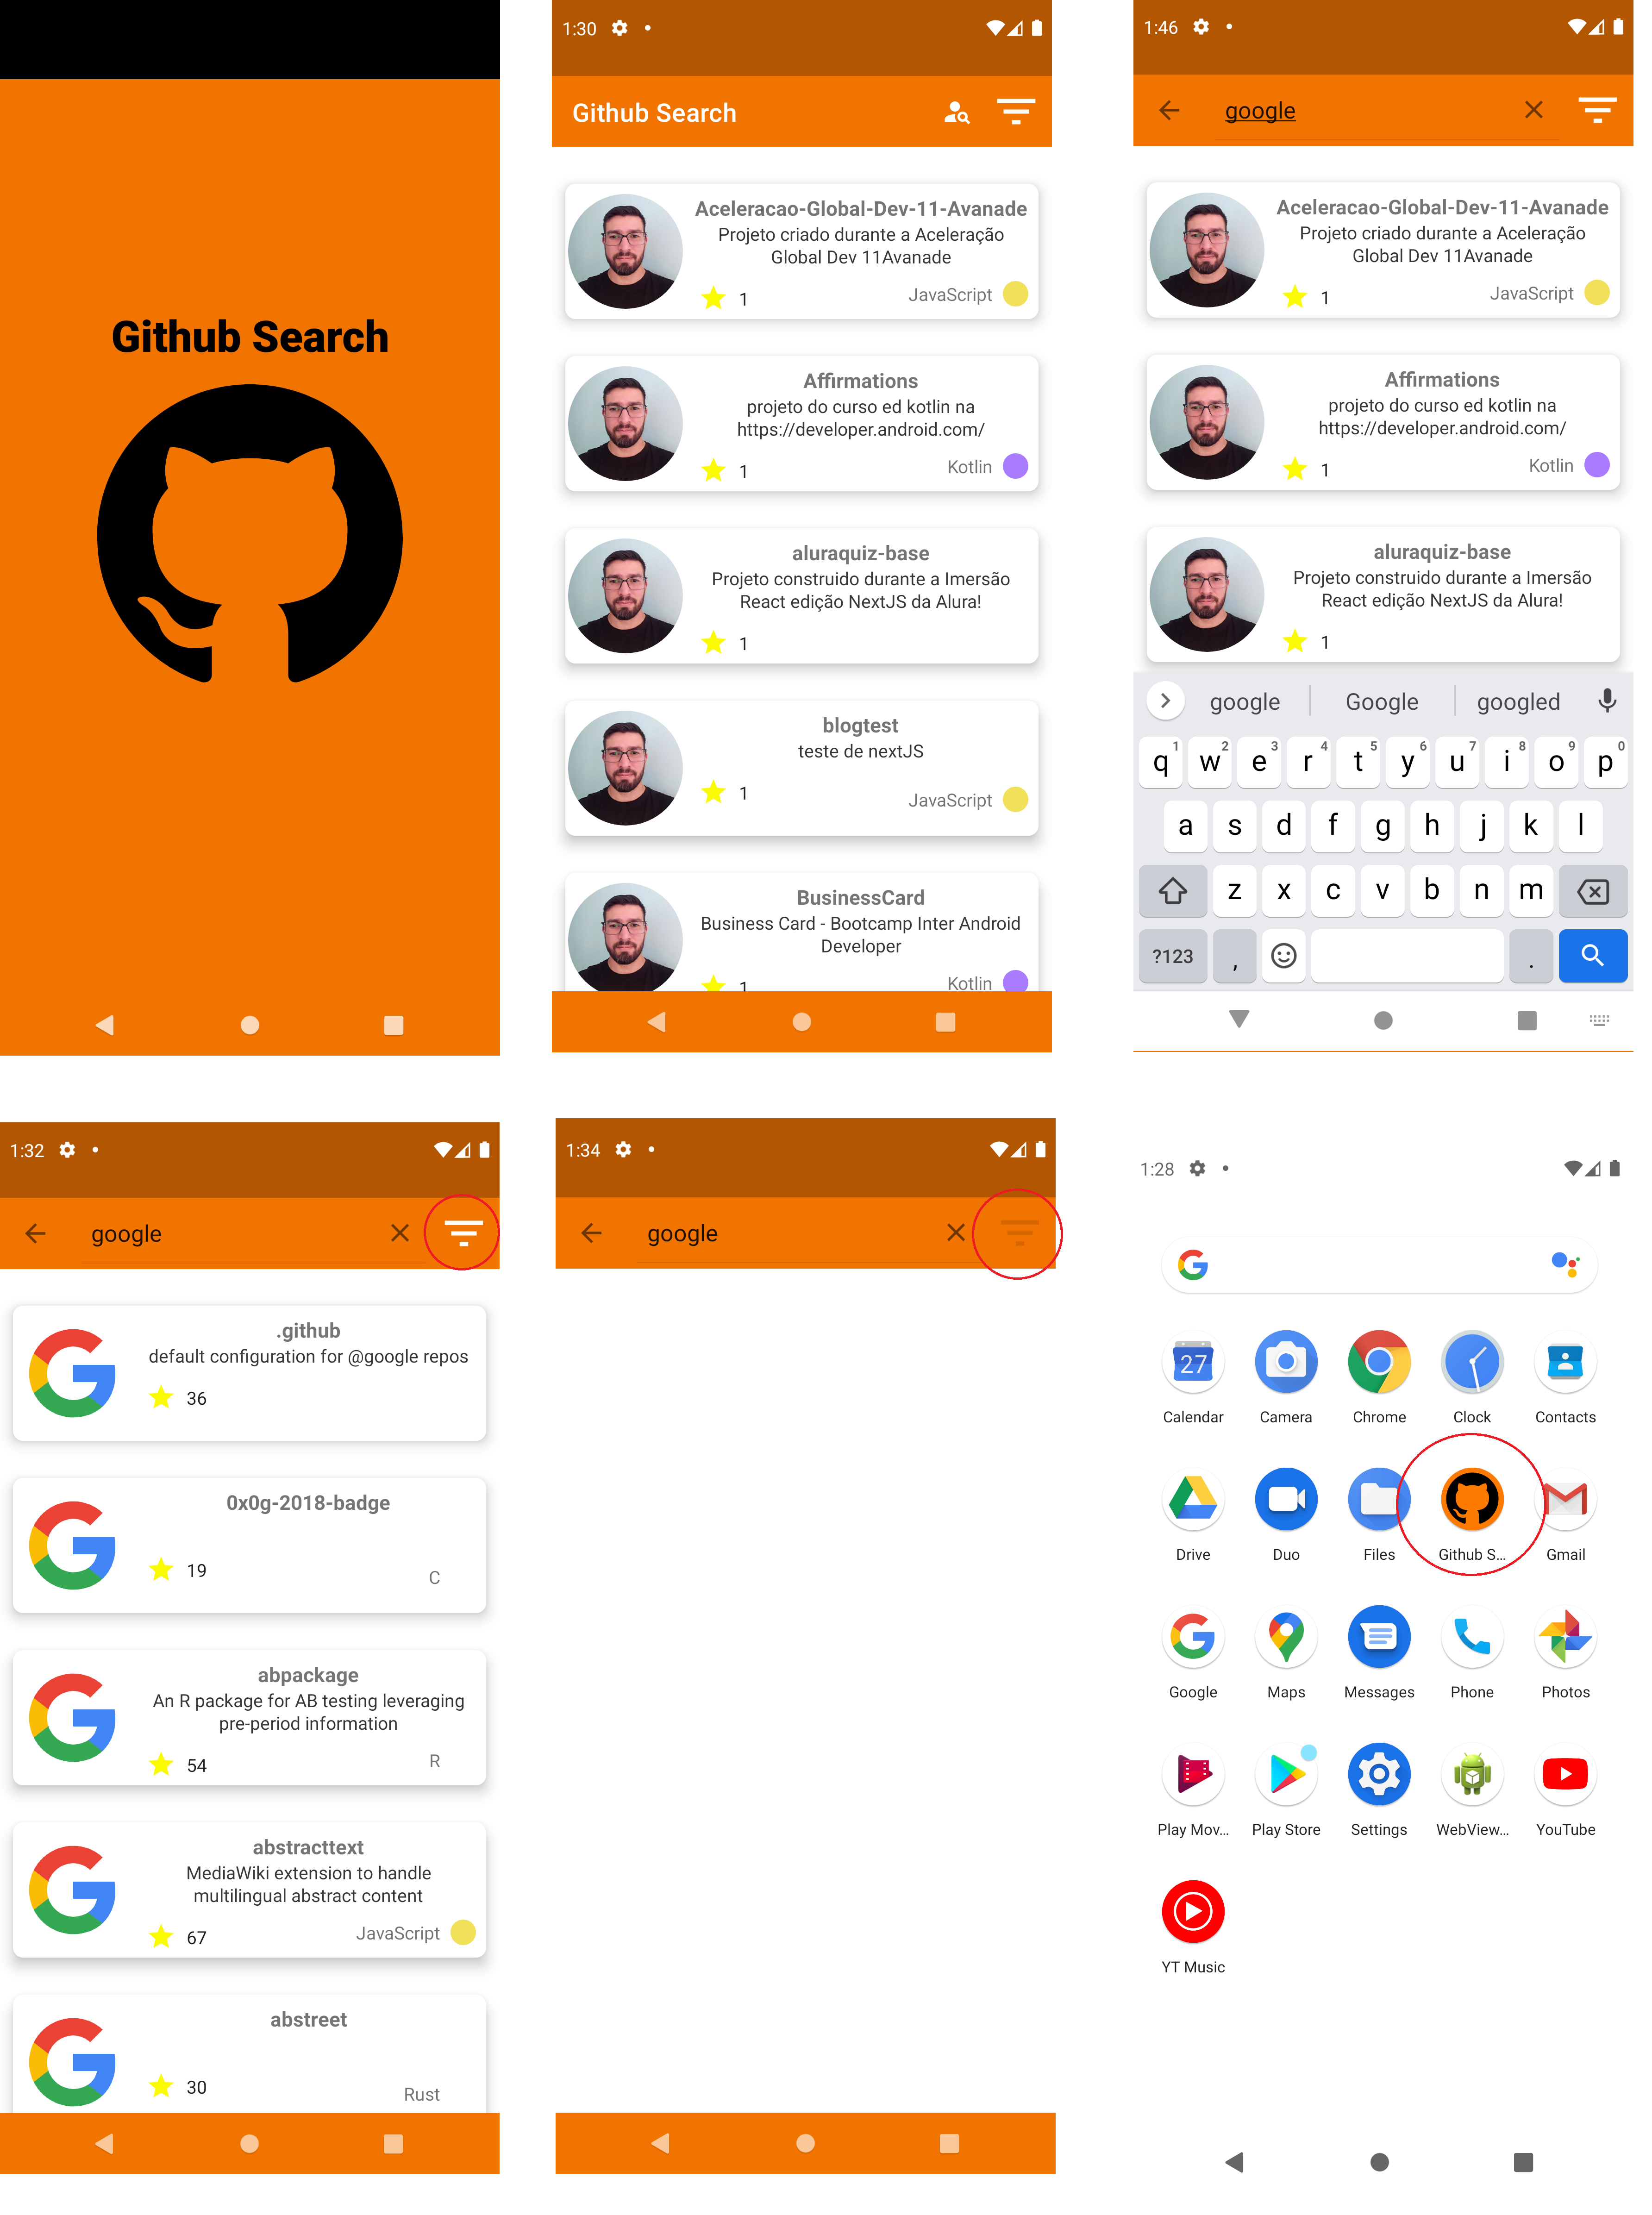 Github Search
1:30
Github Search
Aceleracao-Global-Dev-11-Avanade
Projeto criado durante a Aceleração
Global Dev 11Avanade
1
JavaScript
Affirmations
projeto do curso ed kotlin na
https://developer.android.com/
1
Kotlin
aluraquiz-base
Projeto construido durante a Imersão
React edição NextJS da Alura!
1
blogtest
teste de nextJS
1
JavaScript
BusinessCard
Business Card - Bootcamp Inter Android
Developer
1
Kotlin
1:46
google
Aceleracao-Global-Dev-11-Avanade
Projeto criado durante a Aceleração
Global Dev 11Avanade
1
JavaScript
Affirmations
projeto do curso ed kotlin na
https://developer.android.com/
1
Kotlin
aluraquiz-base
Projeto construido durante a Imersão
React edição NextJS da Alura!
1
google Google googled
1 2 3 4 5 6 7 8 9 0
q w e r t y u i o p
a s d f g h j k l
z x c v b n m
?123 , .
1:32
google
.github
default configuration for @google repos
36
0x0g-2018-badge
19
C
abpackage
An R package for AB testing leveraging
pre-period information
54
R
abstracttext
MediaWiki extension to handle
multilingual abstract content
67
JavaScript
abstreet
30
Rust
1:34
google
1:28
27
Calendar Camera Chrome Clock Contacts
Drive Duo Files Github S... Gmail
Google Maps Messages Phone Photos
Play Mov... Play Store Settings WebView... YouTube
YT Music